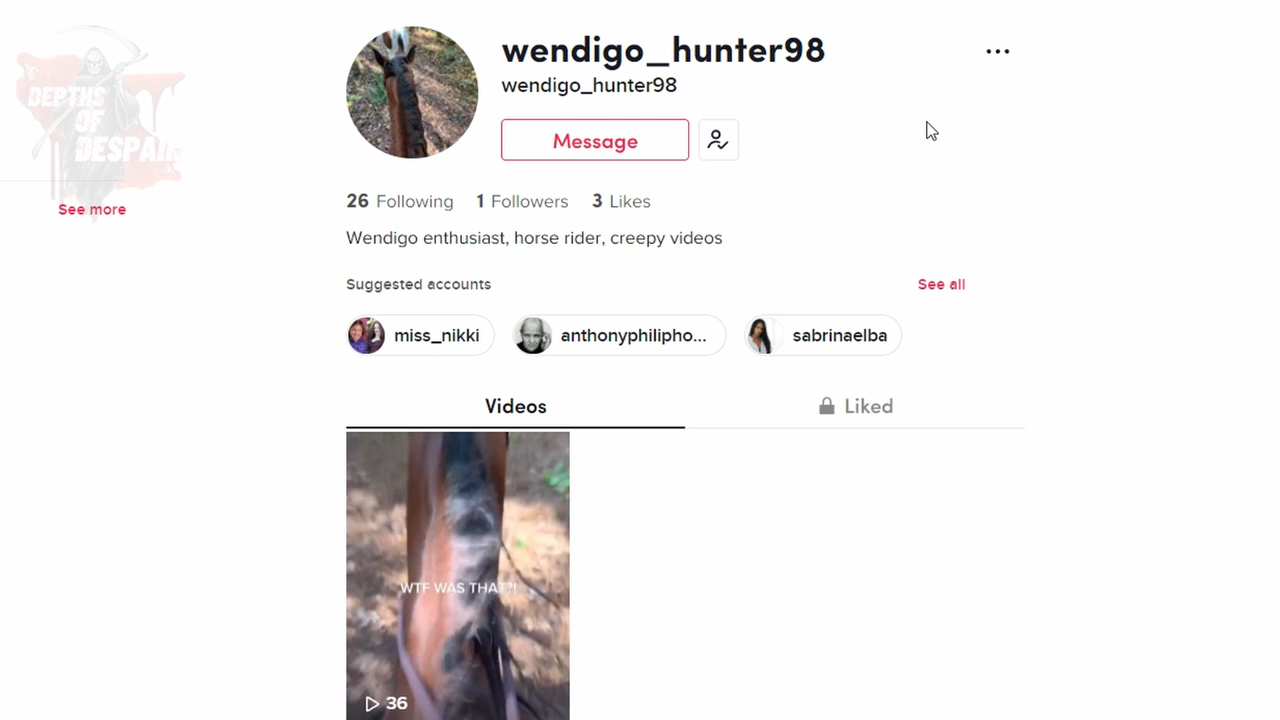 DEPTHS
OF
DESPAIR
See more
wendigo_hunter98
wendigo_hunter98
Message
26 Following 1 Followers 3 Likes
Wendigo enthusiast, horse rider, creepy videos
Suggested accounts
See all
miss_nikki
anthonyphilipho...
sabrinaelba
Videos
Liked
WTF WAS THAT?!
36